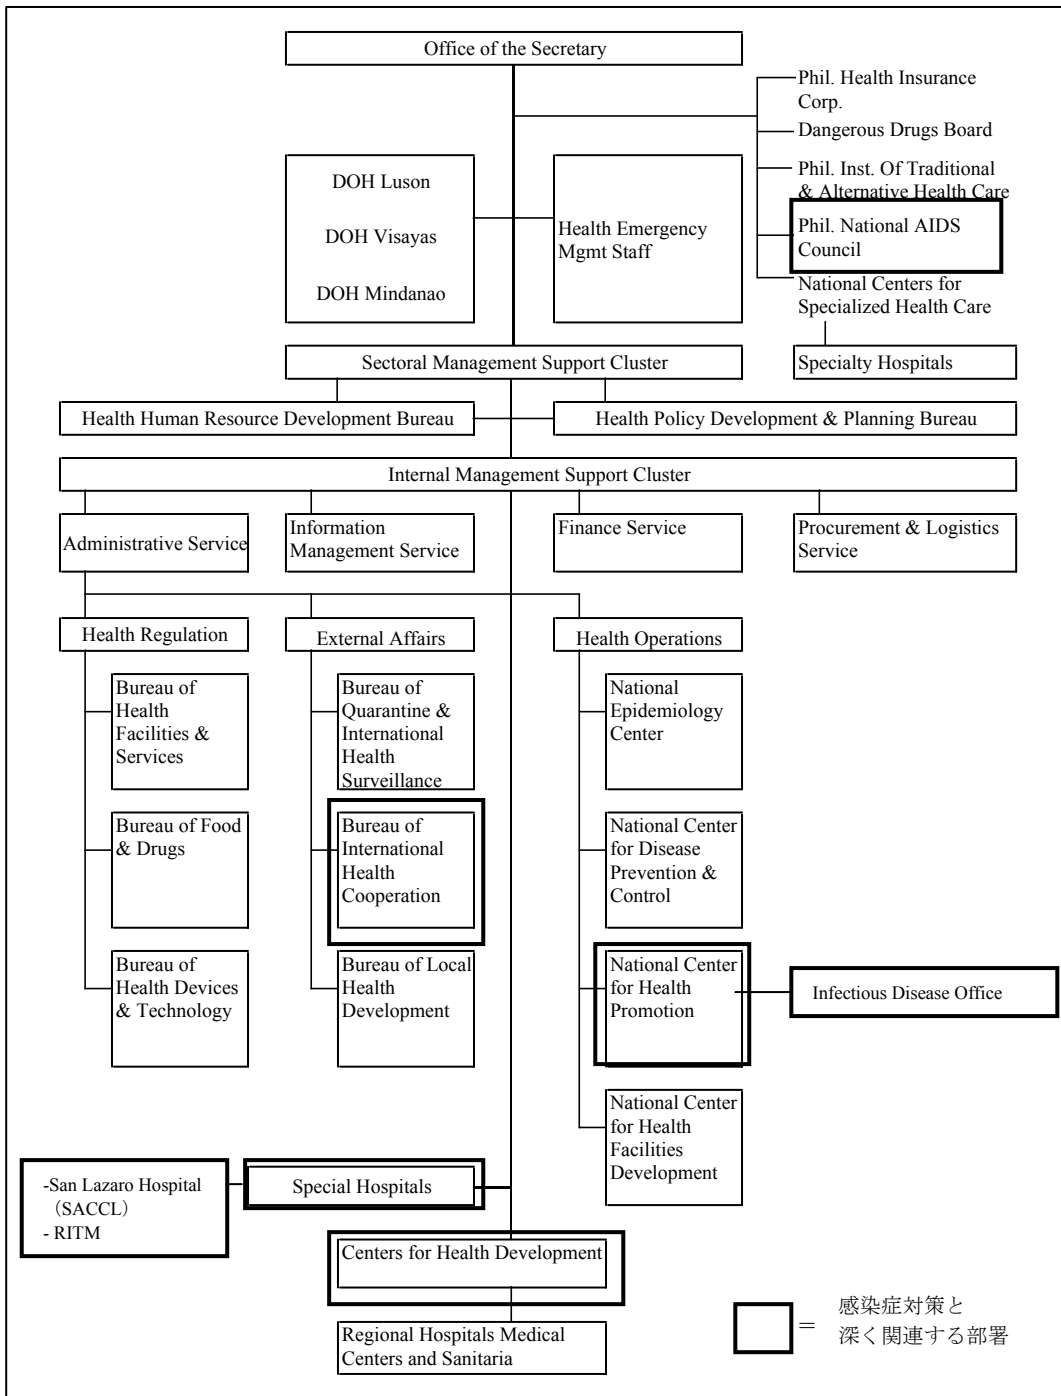 Office of the Secretary
Phil. Health Insurance
Corp.
Dangerous Drugs Board
Phil. Inst. Of Traditional
& Alternative Health Care
Phil. National AIDS
Council
National Centers for
Specialized Health Care
Specialty Hospitals
DOH Luson
DOH Visayas
DOH Mindanao
Health Emergency
Mgmt Staff
Sectoral Management Support Cluster
Health Human Resource Development Bureau
Health Policy Development & Planning Bureau
Internal Management Support Cluster
Administrative Service
Information
Management Service
Finance Service
Procurement & Logistics
Service
Health Regulation
External Affairs
Health Operations
Bureau of
Health
Facilities &
Services
Bureau of
Quarantine &
International
Health
Surveillance
National
Epidemiology
Center
Bureau of Food
& Drugs
Bureau of
International
Health
Cooperation
National Center
for Disease
Prevention &
Control
Bureau of
Health Devices
& Technology
Bureau of Local
Health
Development
National Center
for Health
Promotion
Infectious Disease Office
National Center
for Health
Facilities
Development
-San Lazaro Hospital
（SACCL）
- RITM
Special Hospitals
Centers for Health Development
Regional Hospitals Medical
Centers and Sanitaria
= 感染症対策と
深く関連する部署